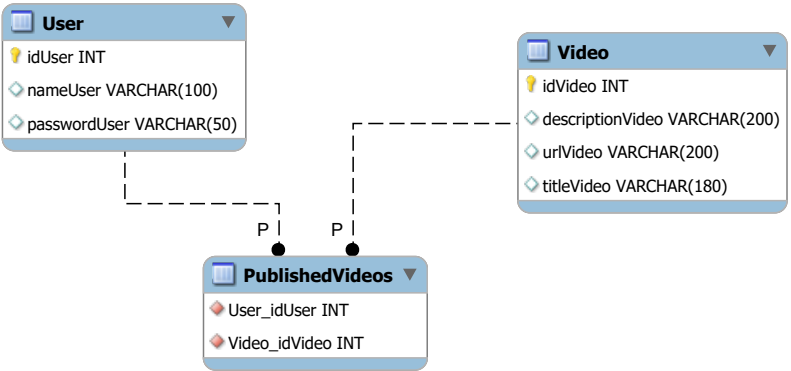 User
idUser INT
nameUser VARCHAR(100)
passwordUser VARCHAR(50)
Video
idVideo INT
descriptionVideo VARCHAR(200)
urlVideo VARCHAR(200)
titleVideo VARCHAR(180)
P
P
PublishedVideos
User_idUser INT
Video_idVideo INT